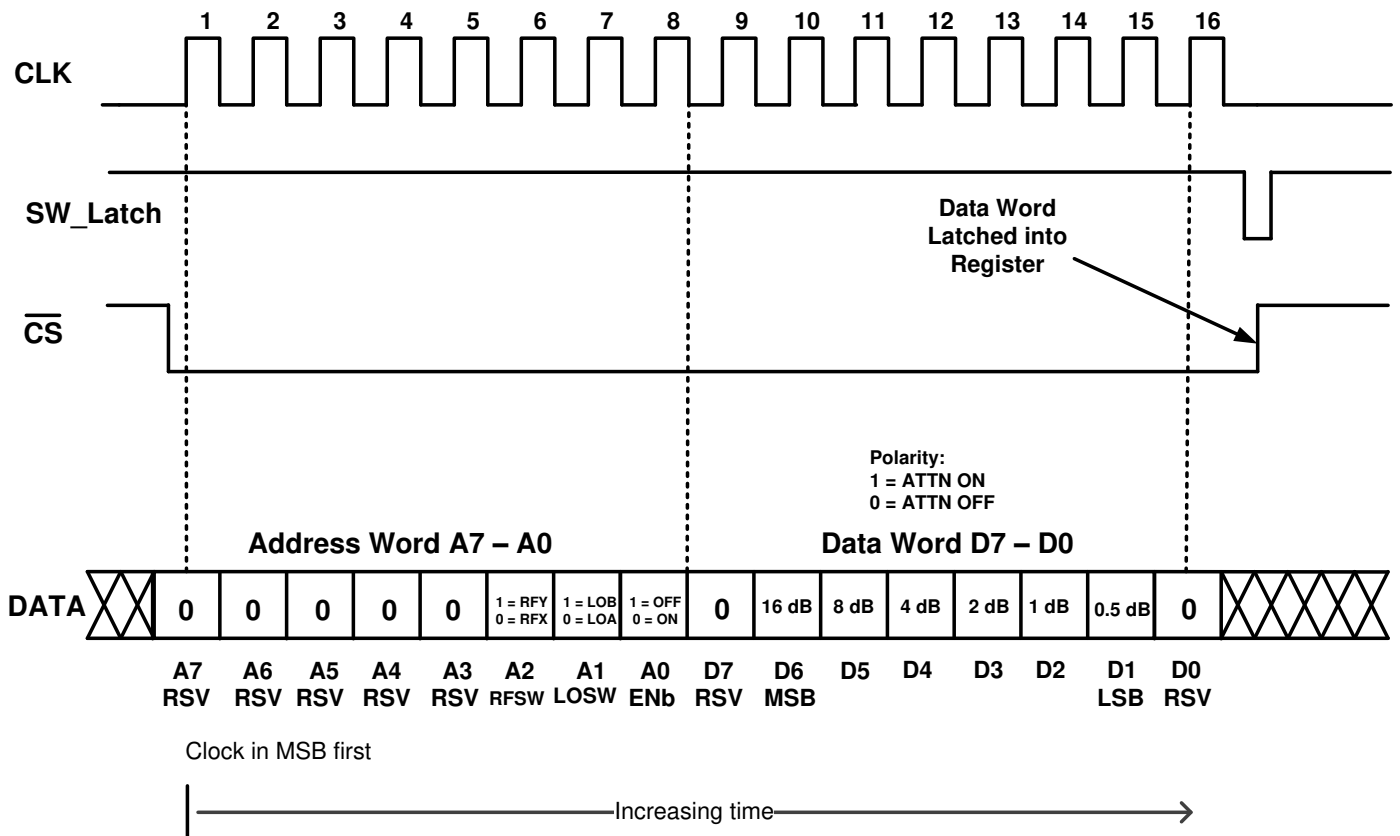 1 2 3 4 5 6 7 8 9 10 11 12 13 14 15 16
CLK
SW_Latch
Data Word
Latched into
Register
CS
Polarity:
1 = ATTN ON
0 = ATTN OFF
Address Word A7 – A0
Data Word D7 – D0
DATA
0
0
0
0
0
1 = RFY
0 = RFX
1 = LOB
0 = LOA
1 = OFF
0 = ON
0
16 dB
8 dB
4 dB
2 dB
1 dB
0.5 dB
0
A7
RSV
A6
RSV
A5
RSV
A4
RSV
A3
RSV
A2
RFSW
A1
LOSW
A0
ENb
D7
RSV
D6
MSB
D5
D4
D3
D2
D1
LSB
D0
RSV
Clock in MSB first
Increasing time